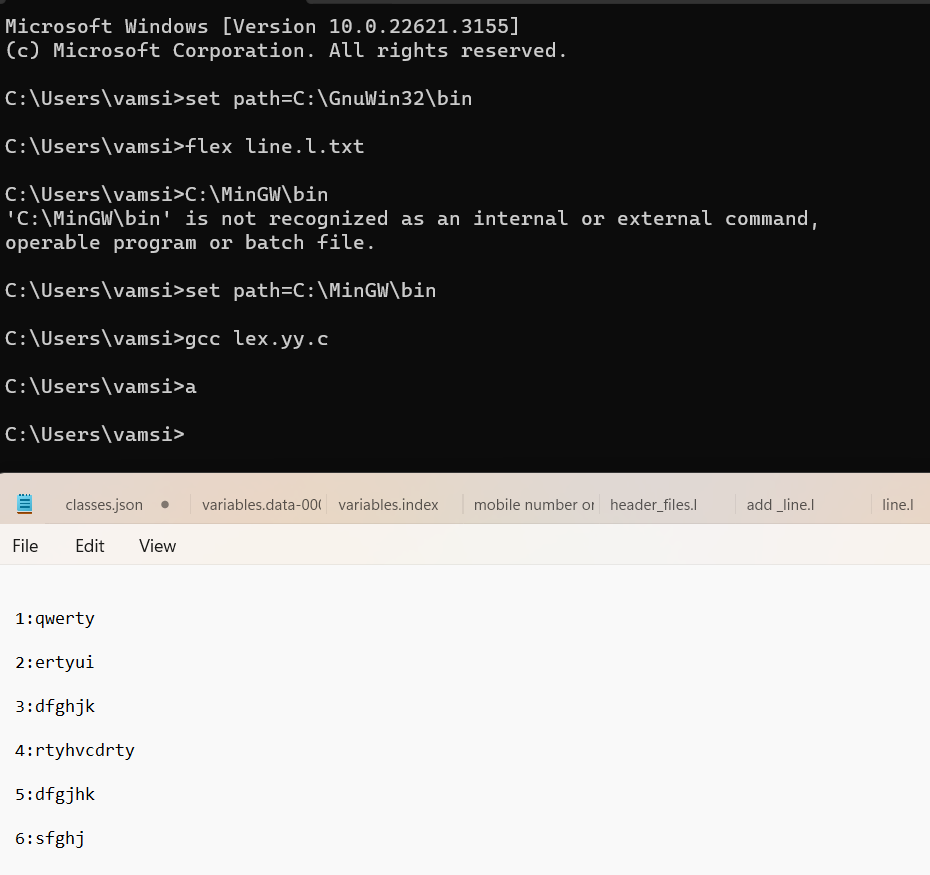 Microsoft Windows [Version 10.0.22621.3155]
(c) Microsoft Corporation. All rights reserved.
C:\Users\vamsi>set path=C:\GnuWin32\bin
C:\Users\vamsi>flex line.l.txt
C:\Users\vamsi>C:\MinGW\bin
'C:\MinGW\bin' is not recognized as an internal or external command,
operable program or batch file.
C:\Users\vamsi>set path=C:\MinGW\bin
C:\Users\vamsi>gcc lex.yy.c
C:\Users\vamsi>a
C:\Users\vamsi>
classes.json variables.data-000 variables.index mobile number or header_files.l add _line.l line.l
File Edit View
1:qwerty
2:ertyui
3:dfghjk
4:rtyhvcdrty
5:dfgjhk
6:sfghj